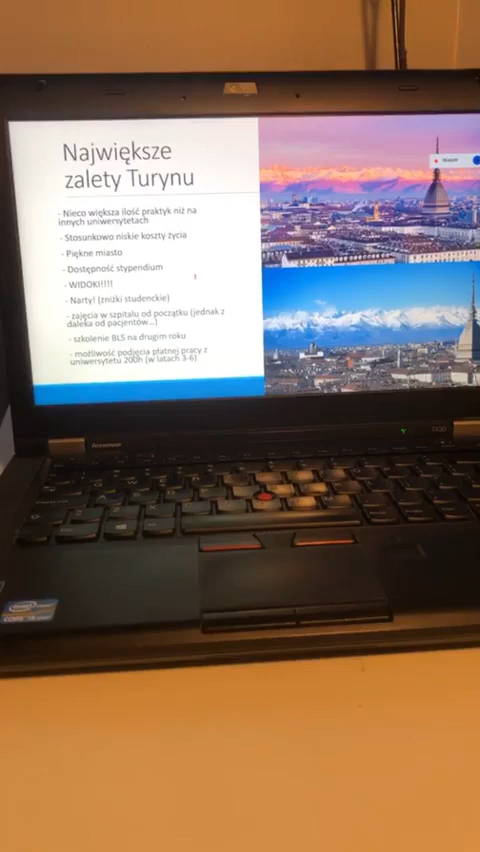 Największe
zalety Turynu
- Nieco większa ilość praktyk niż na
innych uniwersytetach
- Stosunkowo niskie koszty życia
- Piękne miasto
- Dostępność stypendium
- WIDOKI!!!!!
- Narty! (zniżki studenckie)
- zajęcia w szpitalu od początku (jednak z
daleka od pacjentów...)
- szkolenie BLS na drugim roku
- możliwość podjęcia płatnej pracy z
uniwersytetu 200h (w latach 3-6)
lenovo
T430
intel